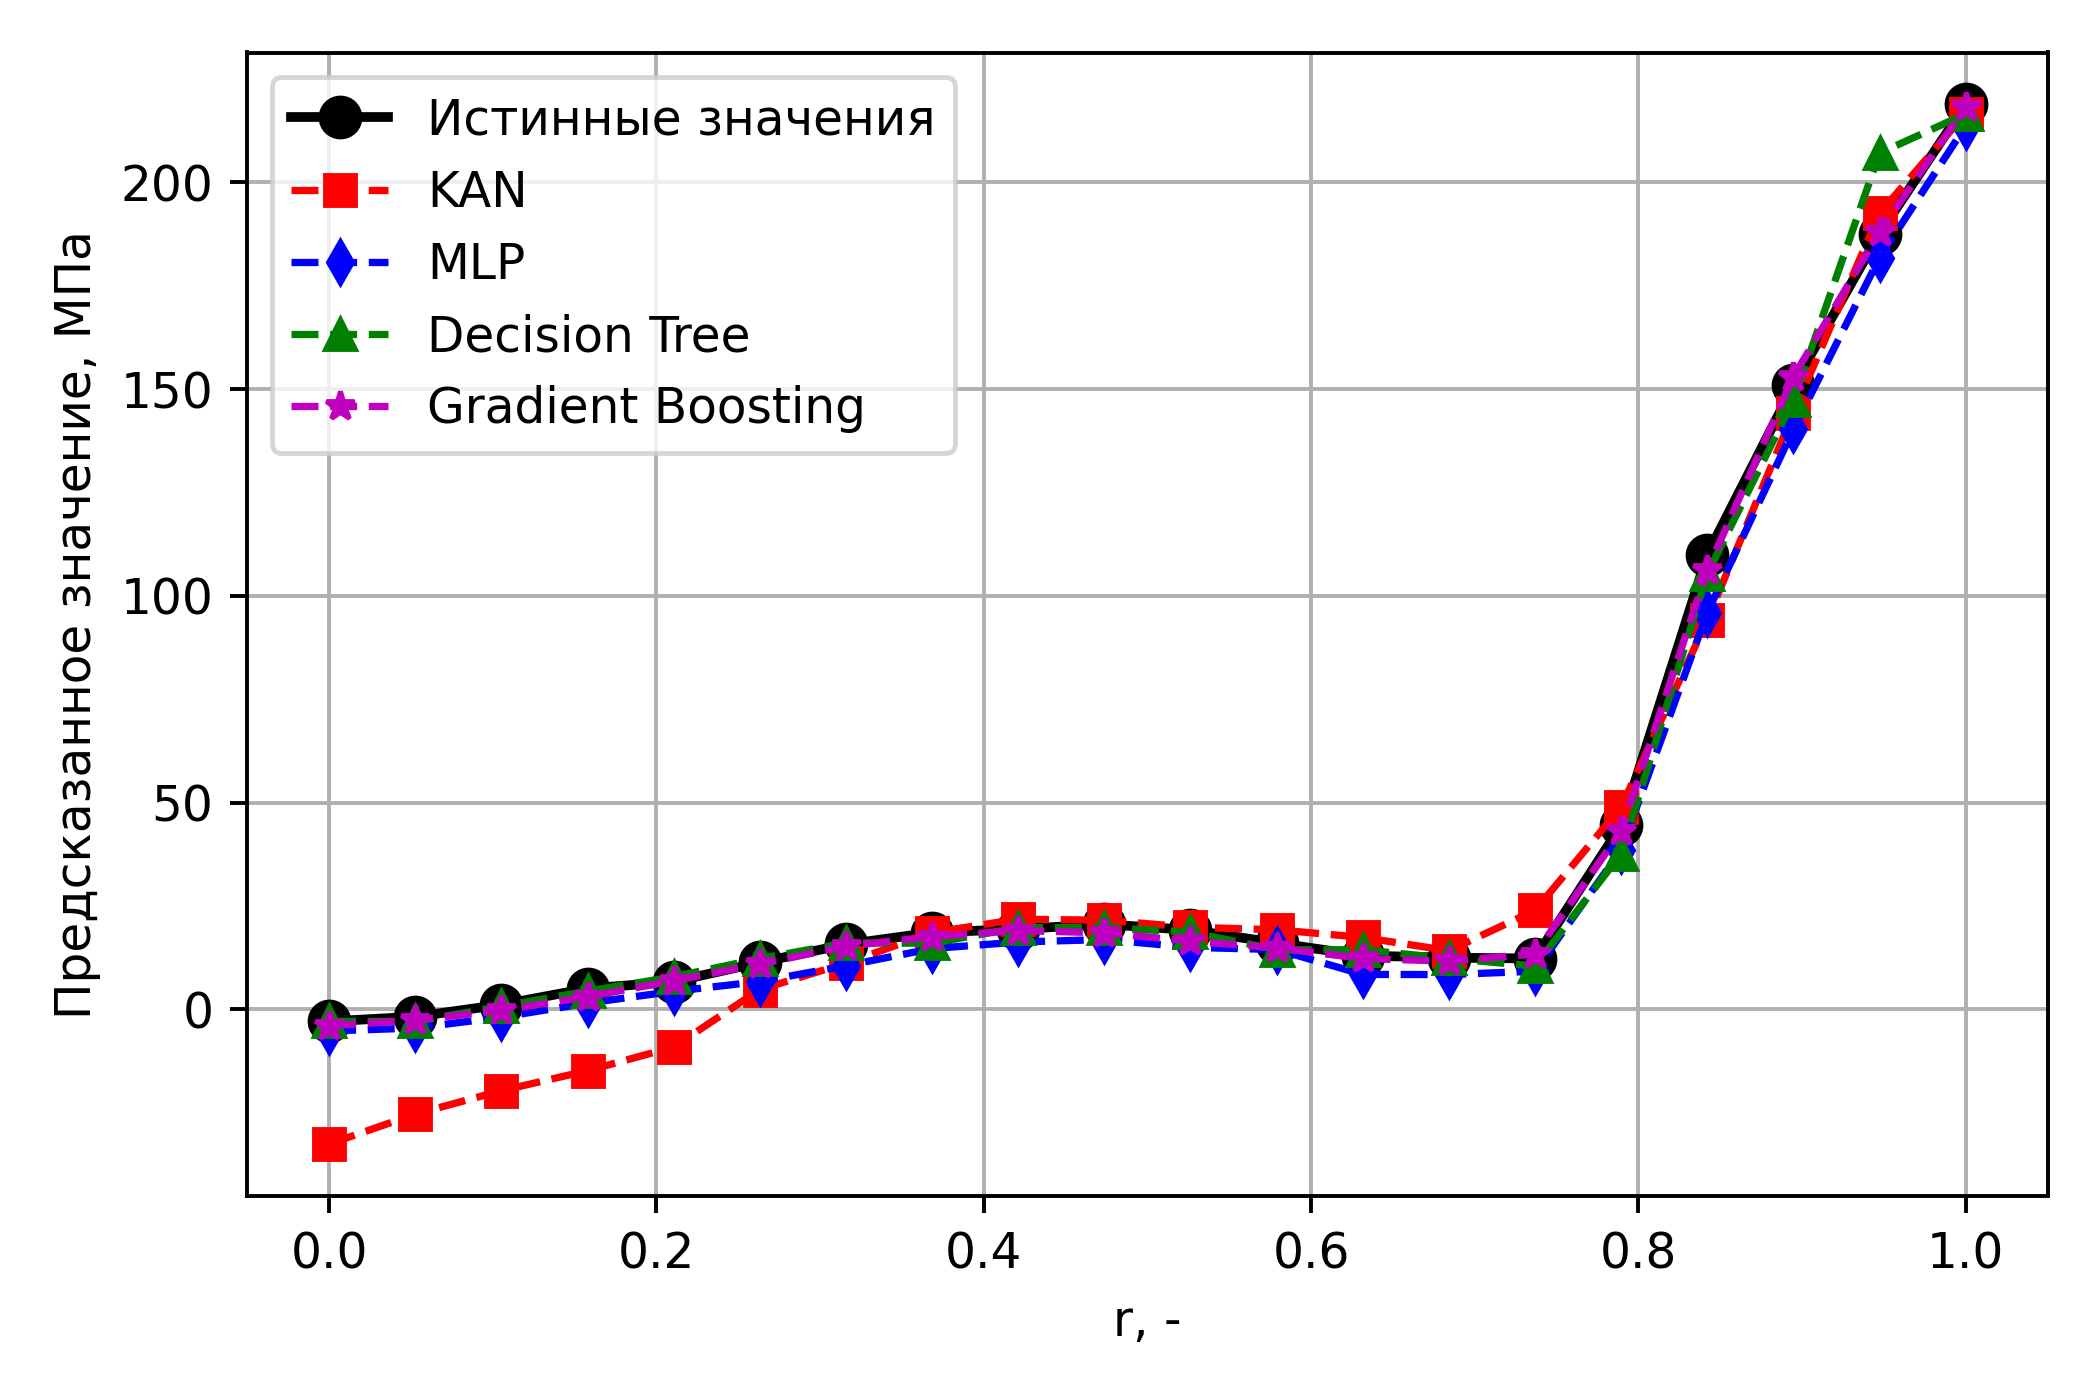 Истинные значения
KAN
MLP
Decision Tree
Gradient Boosting
Предсказанное значение, МПа
200
150
100
50
0
0.0 0.2 0.4 0.6 0.8 1.0
r, -